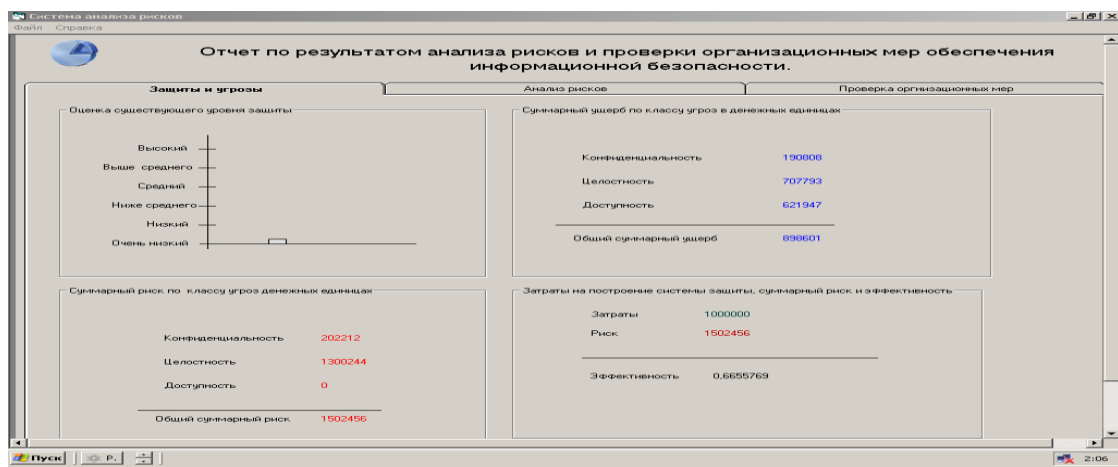 Система анализа рисков
Файл Справка
Отчет по результатом анализа рисков и проверки организационных мер обеспечения
информационной безопасности.
Защиты и угрозы Анализ рисков Проверка оргнизационных мер
Оценка существующего уровня защиты
Высокий
Выше среднего
Средний
Ниже среднего
Низкий
Очень низкий
Суммарный ущерб по классу угроз в денежных единицах
Конфиденциальность 190808
Целостность 707793
Доступность 621947
Общий суммарный ущерб 898601
Суммарный риск по классу угроз денежных единицах
Конфиденциальность 202212
Целостность 1300244
Доступность 0
Общий суммарный риск 1502456
Затраты на построение системы защиты, суммарный риск и эффективность
Затраты 1000000
Риск 1502456
Эффективность 0,6655769
Пуск Р. 2:06